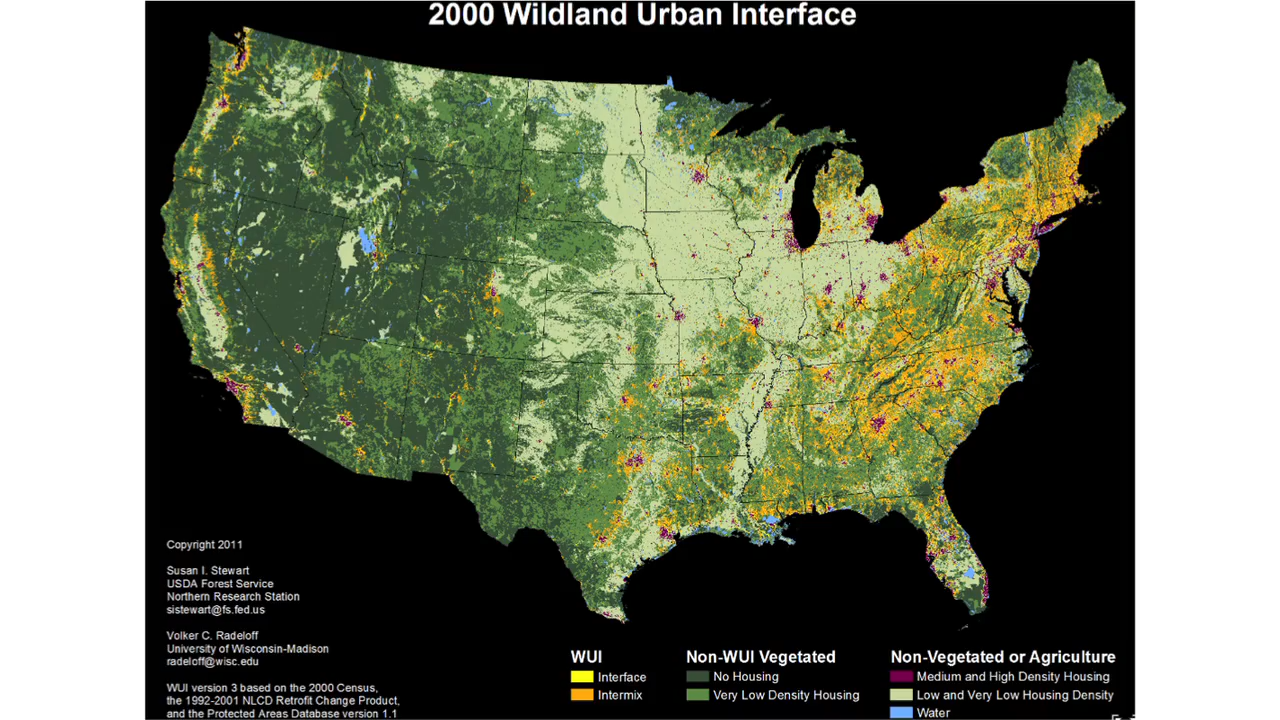 2000 Wildland Urban Interface
Copyright 2011
Susan I. Stewart
USDA Forest Service
Northern Research Station
sistewart@fs.fed.us
Volker C. Radeloff
University of Wisconsin-Madison
radeloff@wisc.edu
WUI version 3 based on the 2000 Census,
the 1992-2001 NLCD Retrofit Change Product,
and the Protected Areas Database version 1.1
WUI
Interface
Intermix
Non-WUI Vegetated
No Housing
Very Low Density Housing
Non-Vegetated or Agriculture
Medium and High Density Housing
Low and Very Low Housing Density
Water